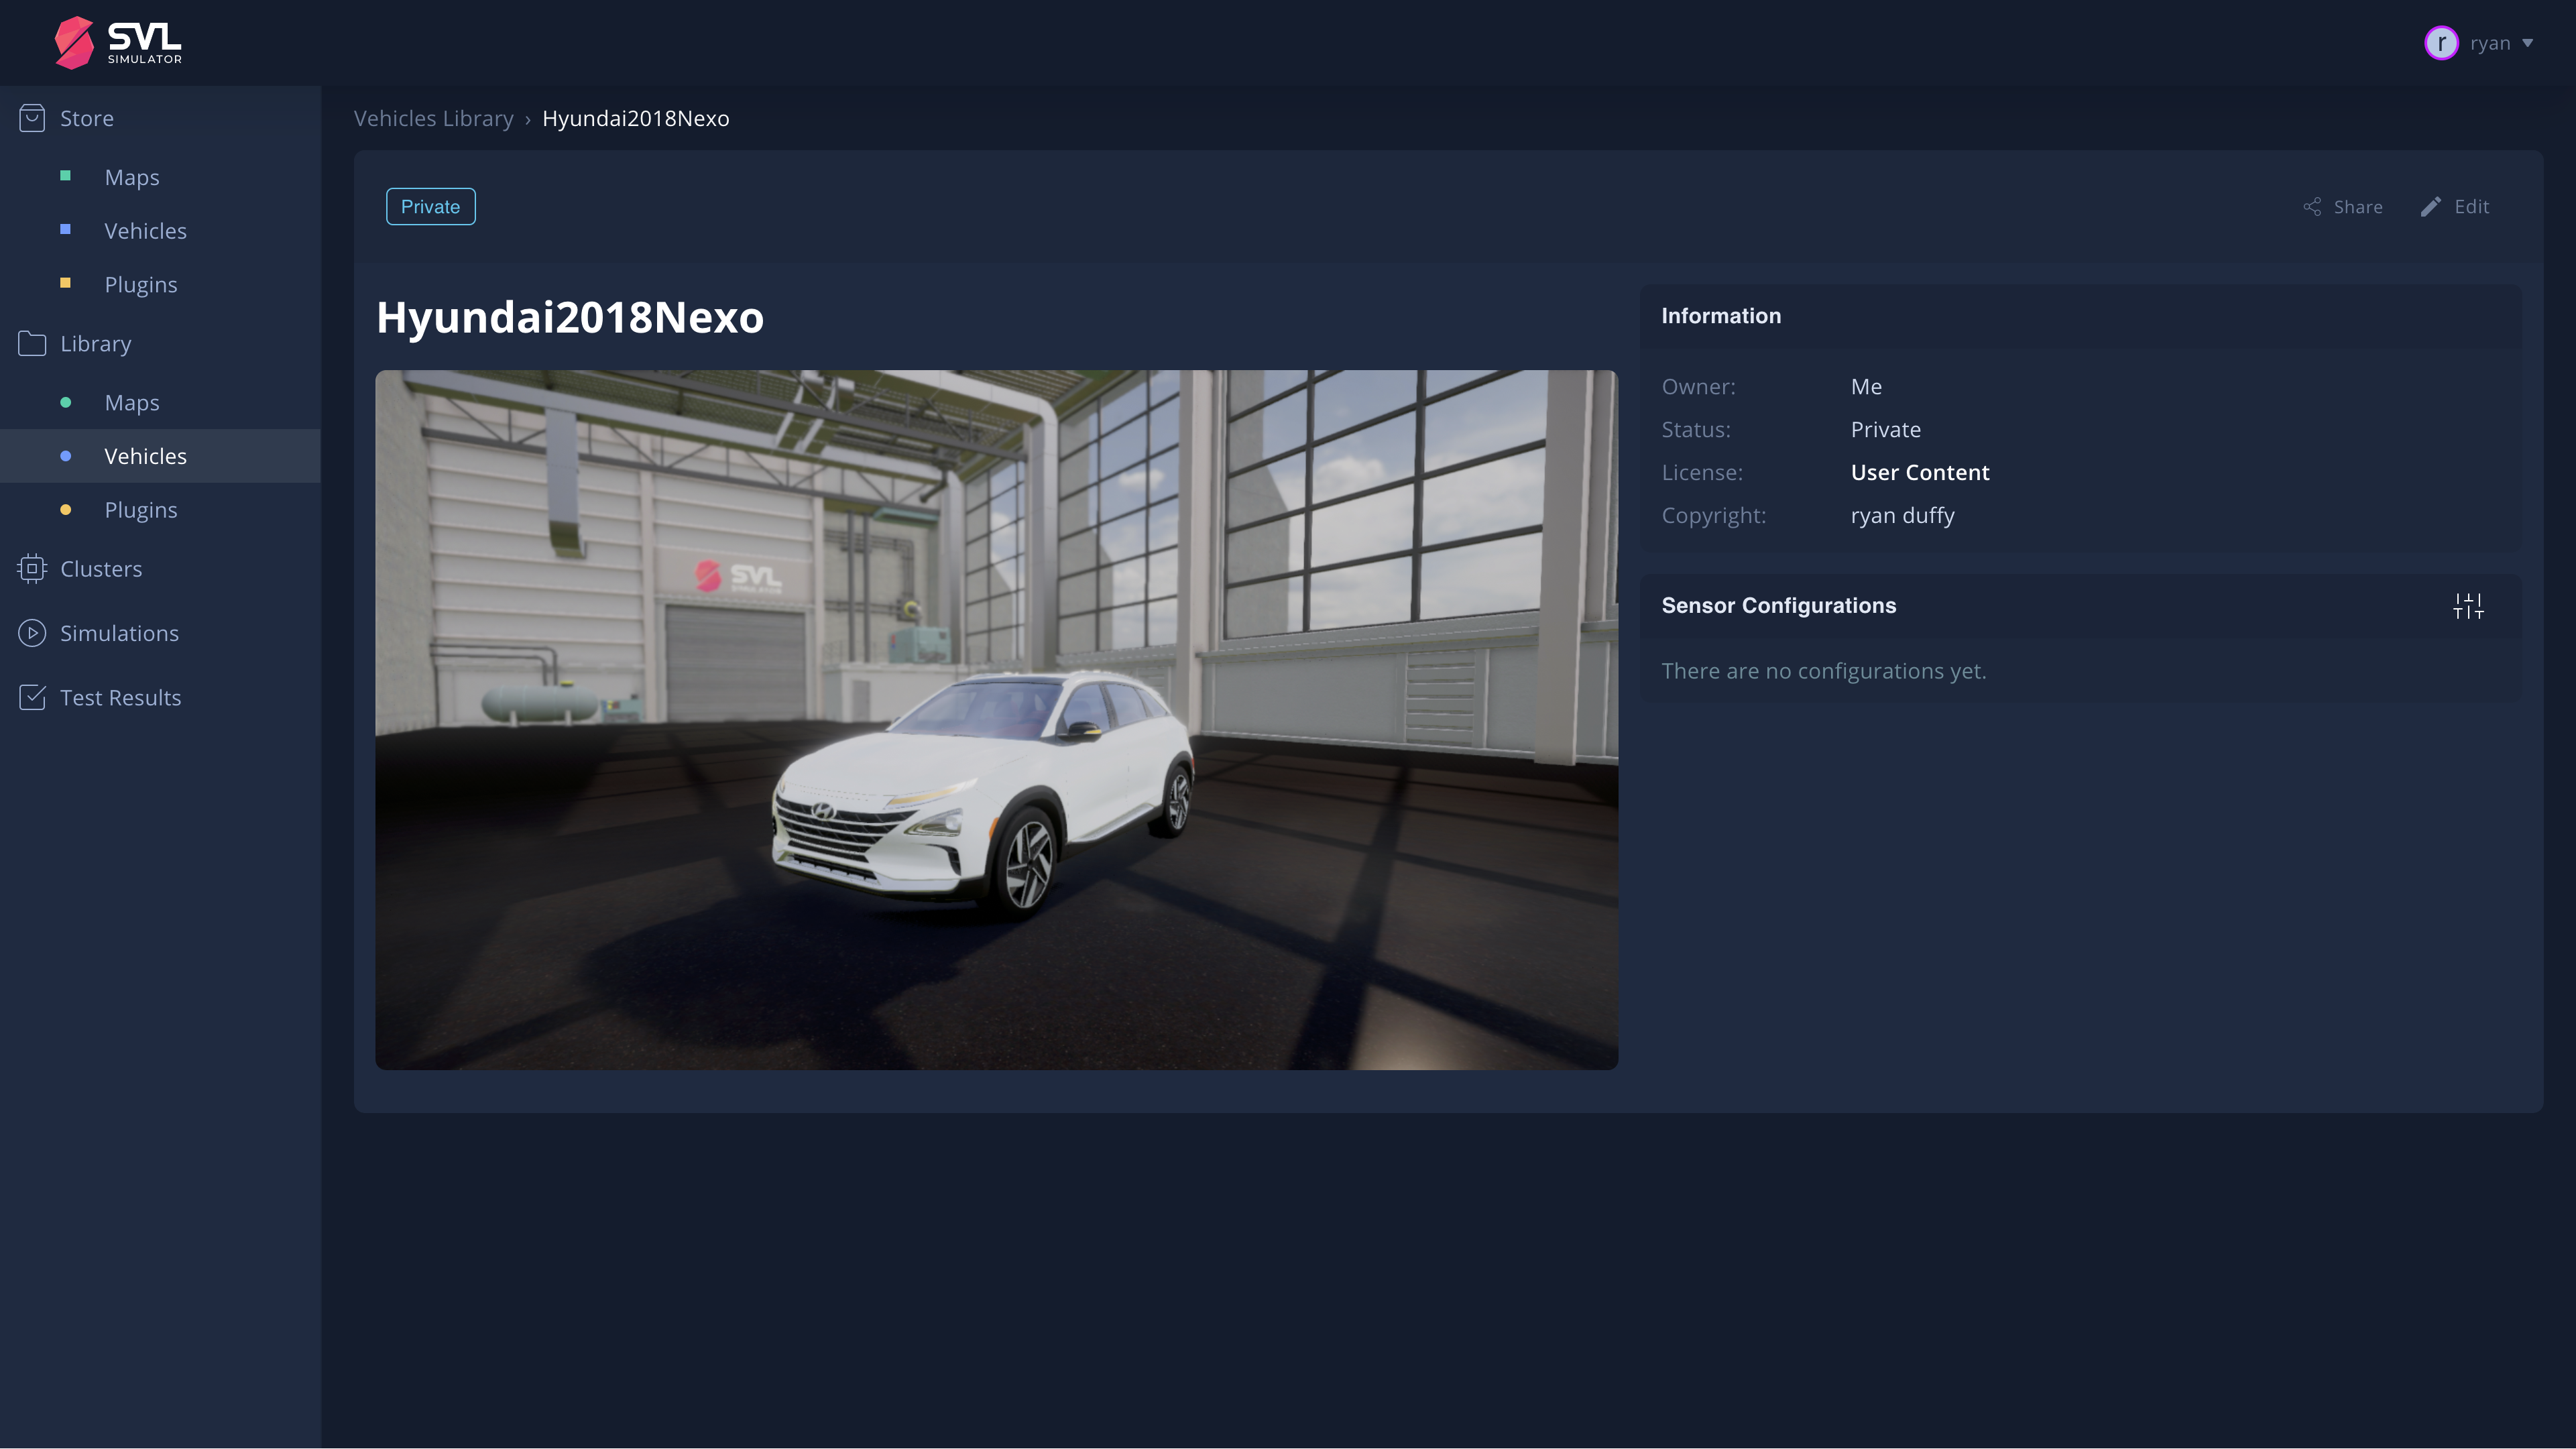 SVL
SIMULATOR
r ryan
Store
Maps
Vehicles
Plugins
Library
Maps
Vehicles
Plugins
Clusters
Simulations
Test Results
Vehicles Library › Hyundai2018Nexo
Private
Share Edit
Hyundai2018Nexo
SVL
SIMULATOR
Information
Owner: Me
Status: Private
License: User Content
Copyright: ryan duffy
Sensor Configurations
There are no configurations yet.